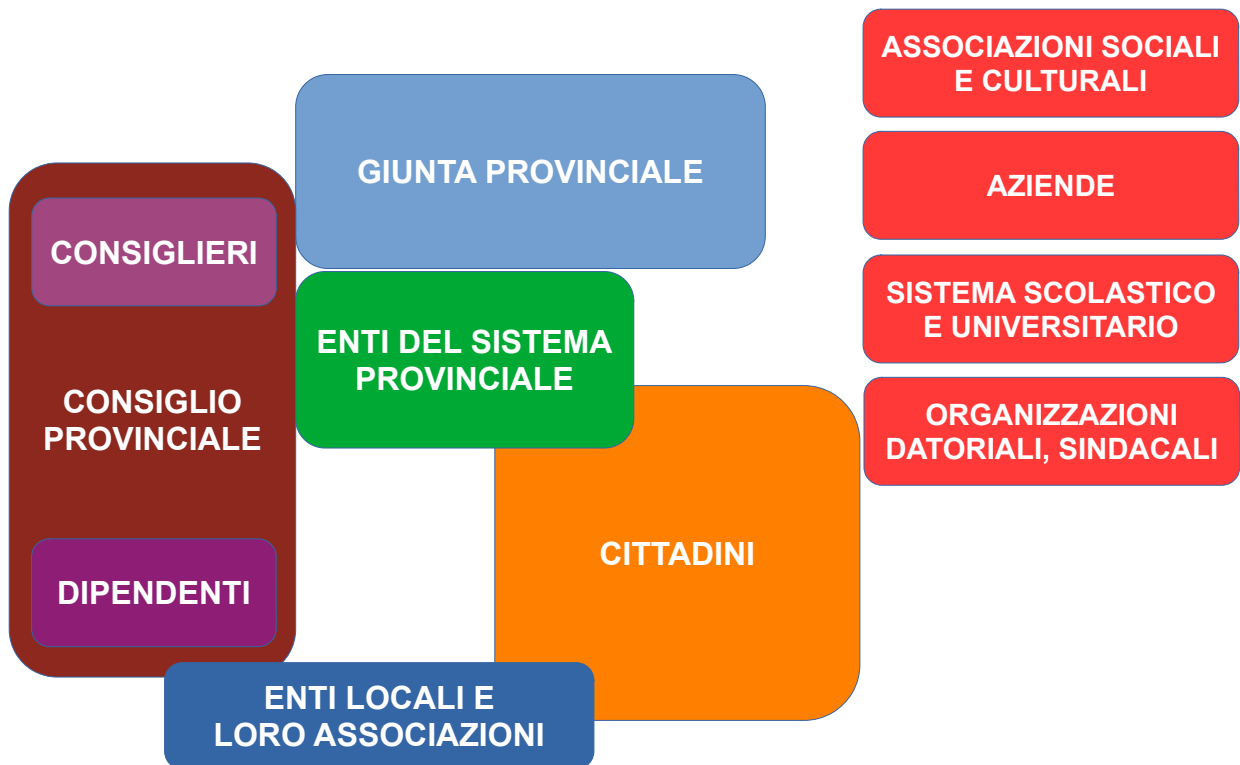 ASSOCIAZIONI SOCIALI
E CULTURALI
GIUNTA PROVINCIALE
AZIENDE
CONSIGLIERI
SISTEMA SCOLASTICO
E UNIVERSITARIO
ENTI DEL SISTEMA
PROVINCIALE
CONSIGLIO
PROVINCIALE
ORGANIZZAZIONI
DATORIALI, SINDACALI
CITTADINI
DIPENDENTI
ENTI LOCALI E
LORO ASSOCIAZIONI